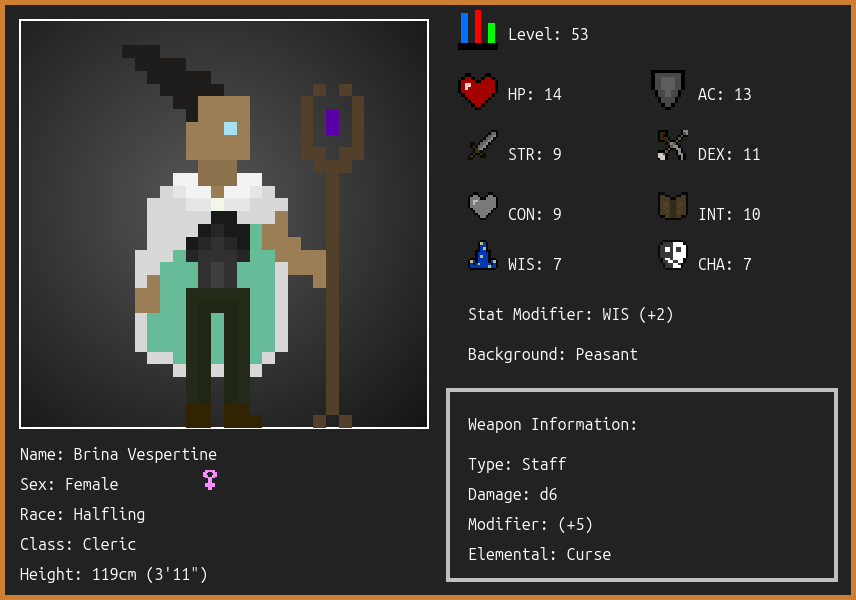 Level: 53
HP: 14
AC: 13
STR: 9
DEX: 11
CON: 9
INT: 10
WIS: 7
CHA: 7
Stat Modifier: WIS (+2)
Background: Peasant
Weapon Information:
Type: Staff
Damage: d6
Modifier: (+5)
Elemental: Curse
Name: Brina Vespertine
Sex: Female
Race: Halfling
Class: Cleric
Height: 119cm (3'11")